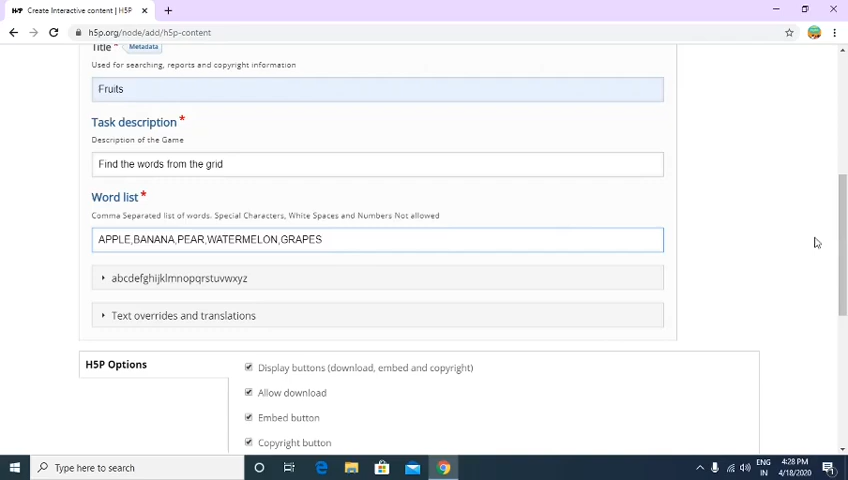 Create Interactive content | H5P
h5p.org/node/add/h5p-content
Title * Metadata
Used for searching, reports and copyright information
Fruits
Task description *
Description of the Game
Find the words from the grid
Word list *
Comma Separated list of words. Special Characters, White Spaces and Numbers Not allowed
APPLE,BANANA,PEAR,WATERMELON,GRAPES
abcdefghijklmnopqrstuvwxyz
Text overrides and translations
H5P Options
Display buttons (download, embed and copyright)
Allow download
Embed button
Copyright button
Type here to search
ENG
IN
4:28 PM
4/18/2020